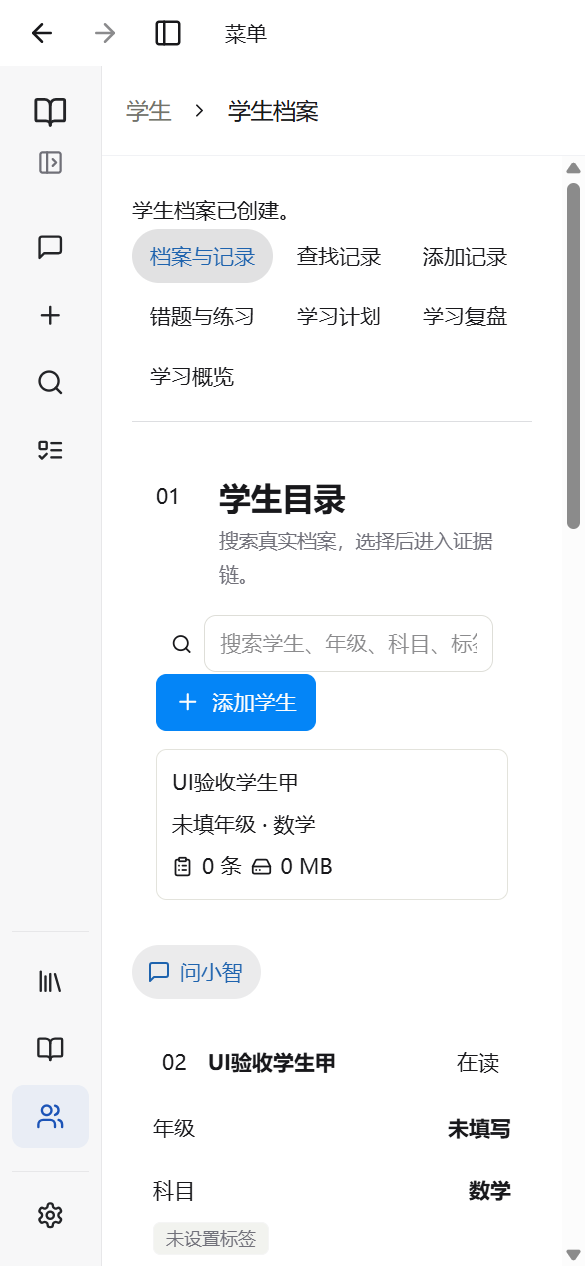 菜单
学生 > 学生档案
学生档案已创建。
档案与记录 查找记录 添加记录
错题与练习 学习计划 学习复盘
学习概览
01 学生目录
搜索真实档案，选择后进入证据
链。
搜索学生、年级、科目、标
添加学生
UI验收学生甲
未填年级 · 数学
0 条 0 MB
问小智
02 UI验收学生甲 在读
年级 未填写
科目 数学
未设置标签